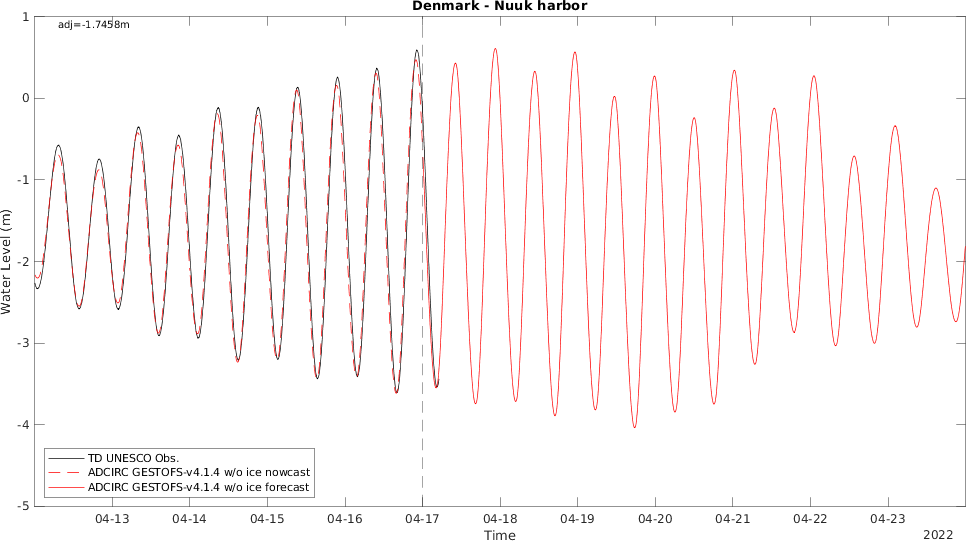 Denmark - Nuuk harbor
adj=-1.7458m
1
0
-1
-2
-3
-4
-5
Water Level (m)
TD UNESCO Obs.
ADCIRC GESTOFS-v4.1.4 w/o ice nowcast
ADCIRC GESTOFS-v4.1.4 w/o ice forecast
04-13 04-14 04-15 04-16 04-17 04-18 04-19 04-20 04-21 04-22 04-23
Time
2022